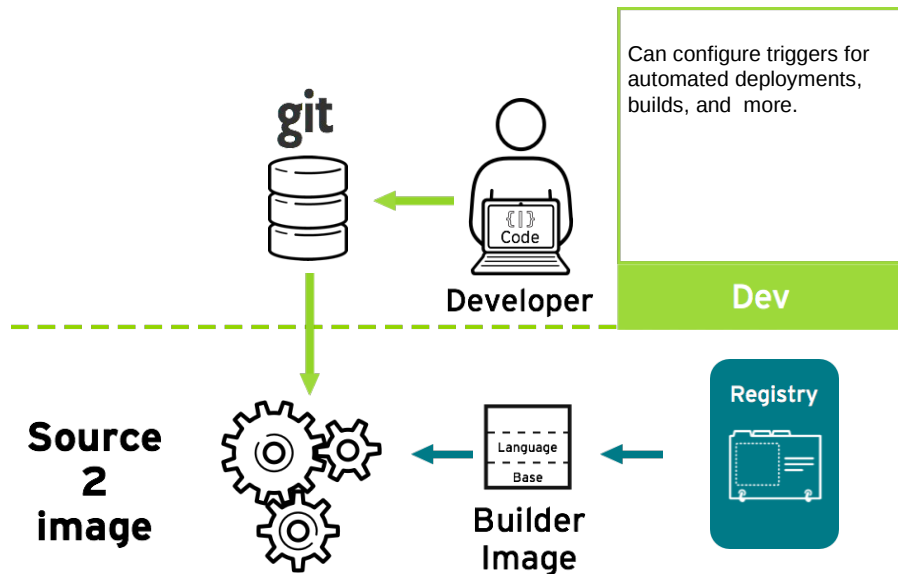 Can configure triggers for
automated deployments,
builds, and  more.
git
{|}
Code
Developer
Dev
Source
2
image
Language
Base
Builder
Image
Registry